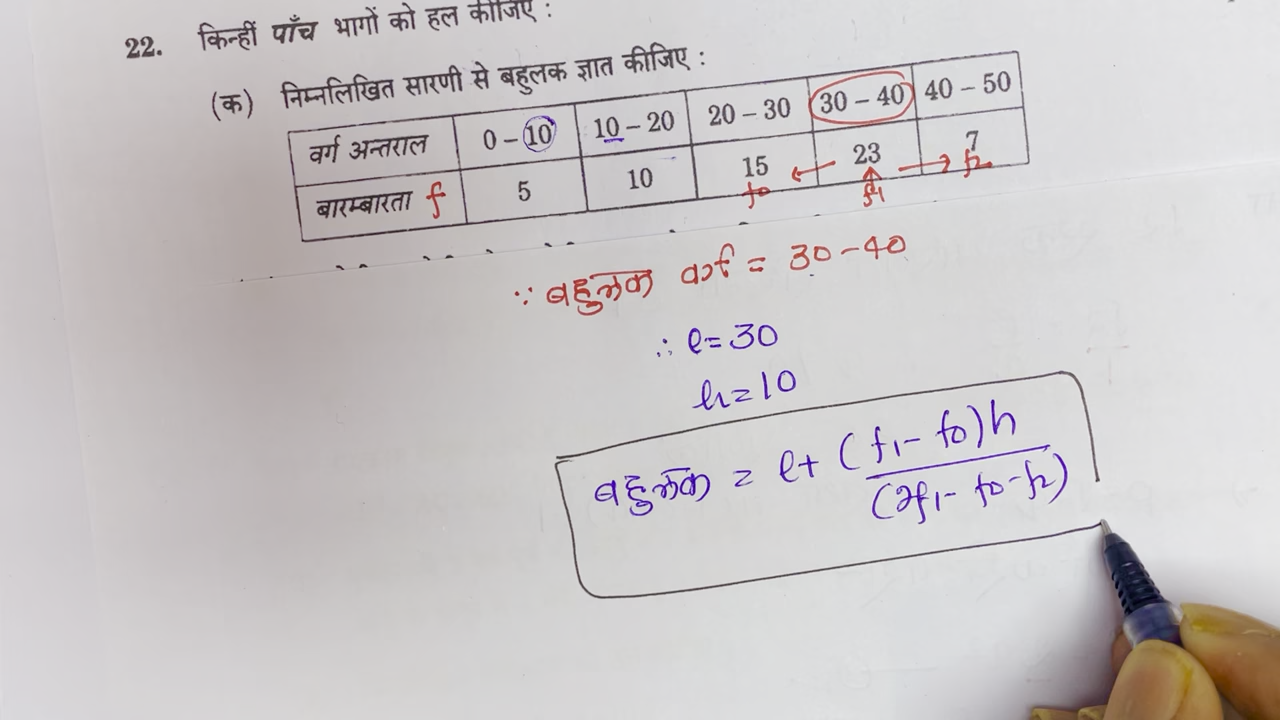 22. किन्हीं पाँच भागों को हल कीजिए :
(क) निम्नलिखित सारणी से बहुलक ज्ञात कीजिए :
वर्ग अन्तराल 0 – 10 10 – 20 20 – 30 30 – 40 40 – 50
बारम्बारता f 5 10 15 23 7
f0 f1 f2
∵ बहुलक वर्ग = 30-40
∴ l = 30
h = 10
बहुलक = l + (f1 - f0)h
(2f1 - f0 - f2)